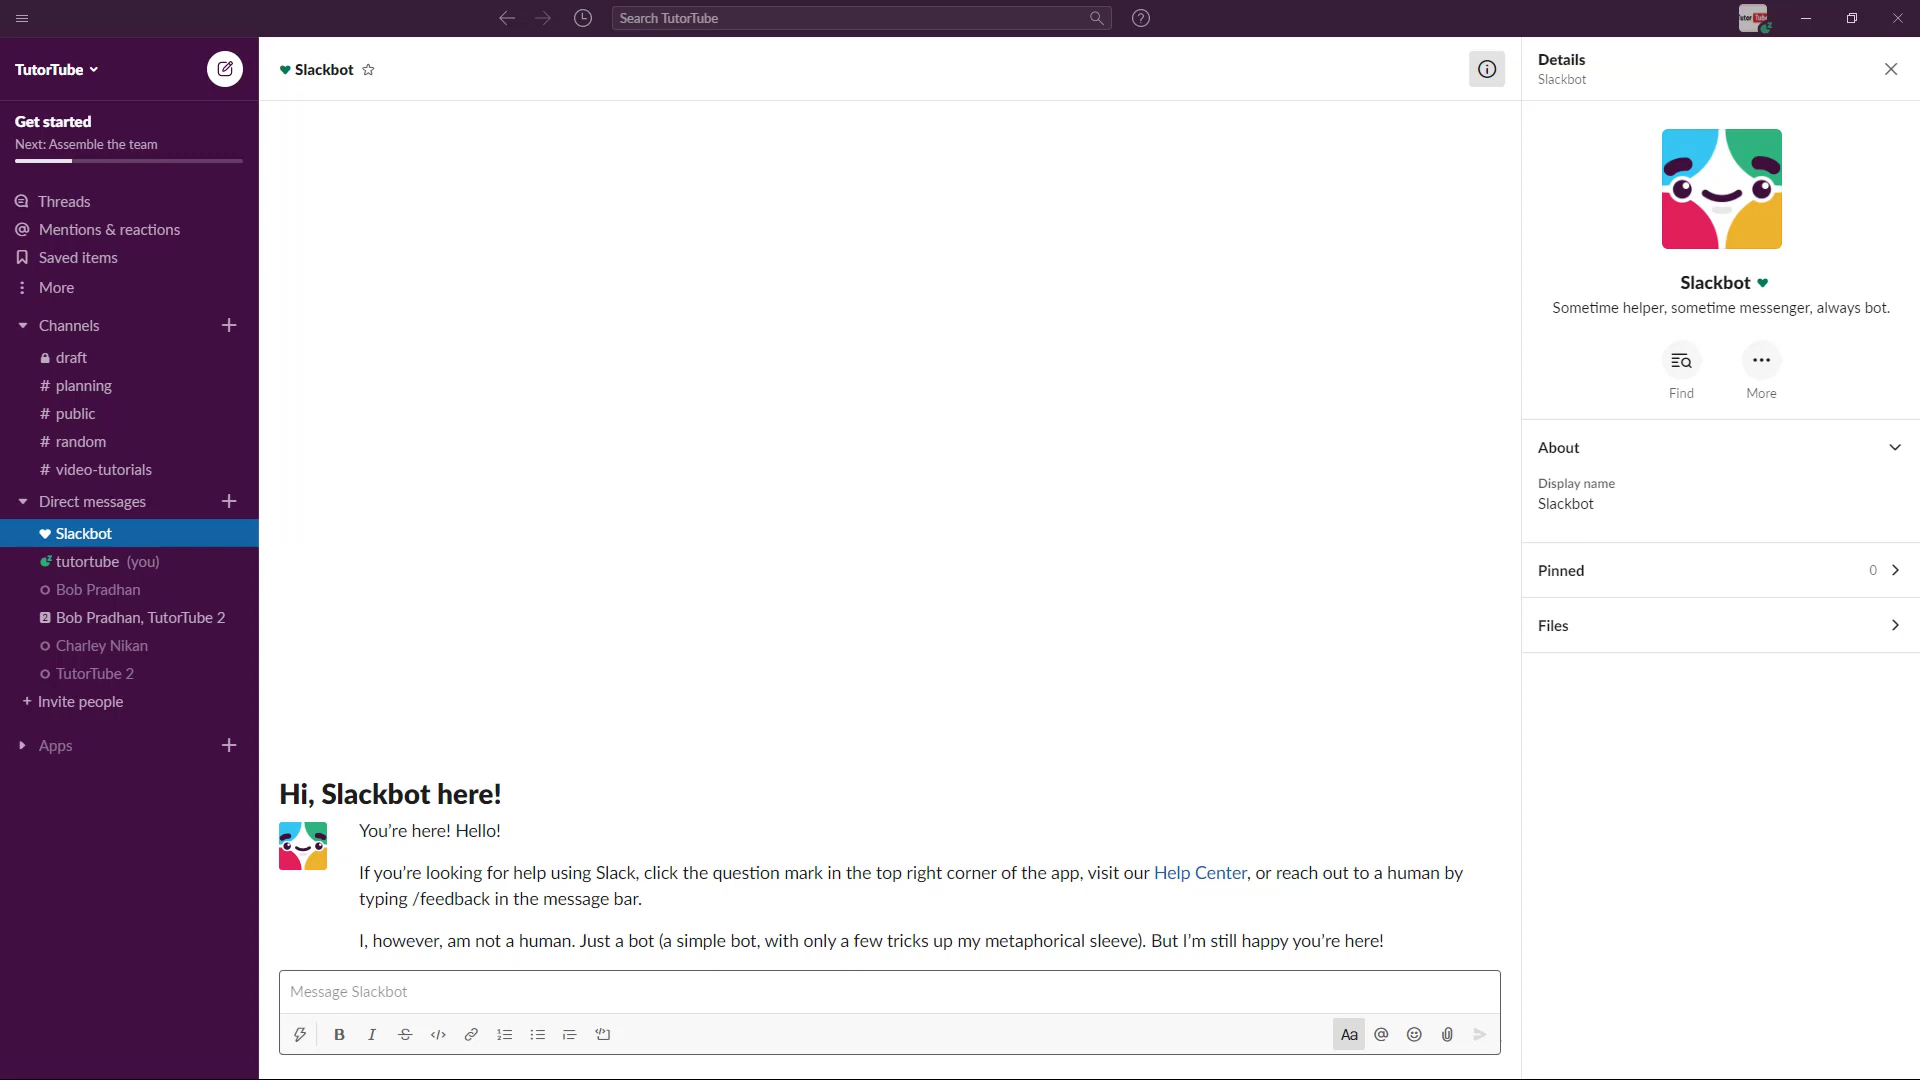 Search TutorTube
TutorTube
Get started
Next: Assemble the team
Threads
Mentions & reactions
Saved items
More
Channels
draft
# planning
# public
# random
# video-tutorials
Direct messages
Slackbot
tutortube (you)
Bob Pradhan
2 Bob Pradhan, TutorTube 2
Charley Nikan
TutorTube 2
+ Invite people
Apps
Slackbot
Hi, Slackbot here!
You’re here! Hello!
If you’re looking for help using Slack, click the question mark in the top right corner of the app, visit our Help Center, or reach out to a human by
typing /feedback in the message bar.
I, however, am not a human. Just a bot (a simple bot, with only a few tricks up my metaphorical sleeve). But I’m still happy you’re here!
Message Slackbot
B I S
Aa @
Details
Slackbot
Slackbot
Sometime helper, sometime messenger, always bot.
Find
More
About
Display name
Slackbot
Pinned 0
Files